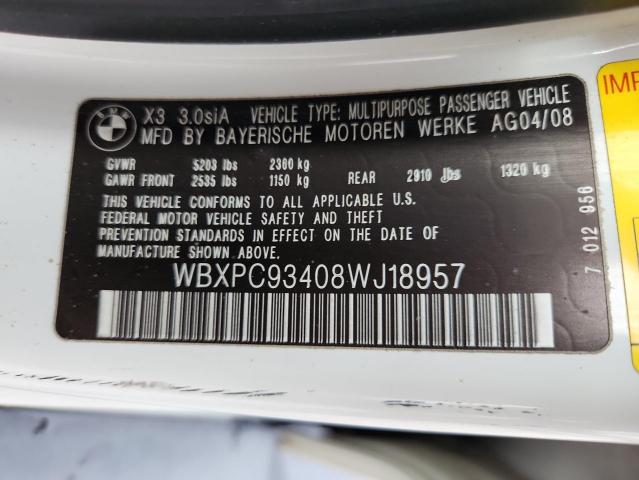 BMW
X3 3.0siA VEHICLE TYPE: MULTIPURPOSE PASSENGER VEHICLE
MFD BY BAYERISCHE MOTOREN WERKE AG04/08
GVWR 5203 lbs 2360 kg
GAWR FRONT 2535 lbs 1150 kg REAR 2910 lbs 1320 kg
THIS VEHICLE CONFORMS TO ALL APPLICABLE U.S.
FEDERAL MOTOR VEHICLE SAFETY AND THEFT
PREVENTION STANDARDS IN EFFECT ON THE DATE OF
MANUFACTURE SHOWN ABOVE.
WBXPC93408WJ18957
7 012 956
IMP